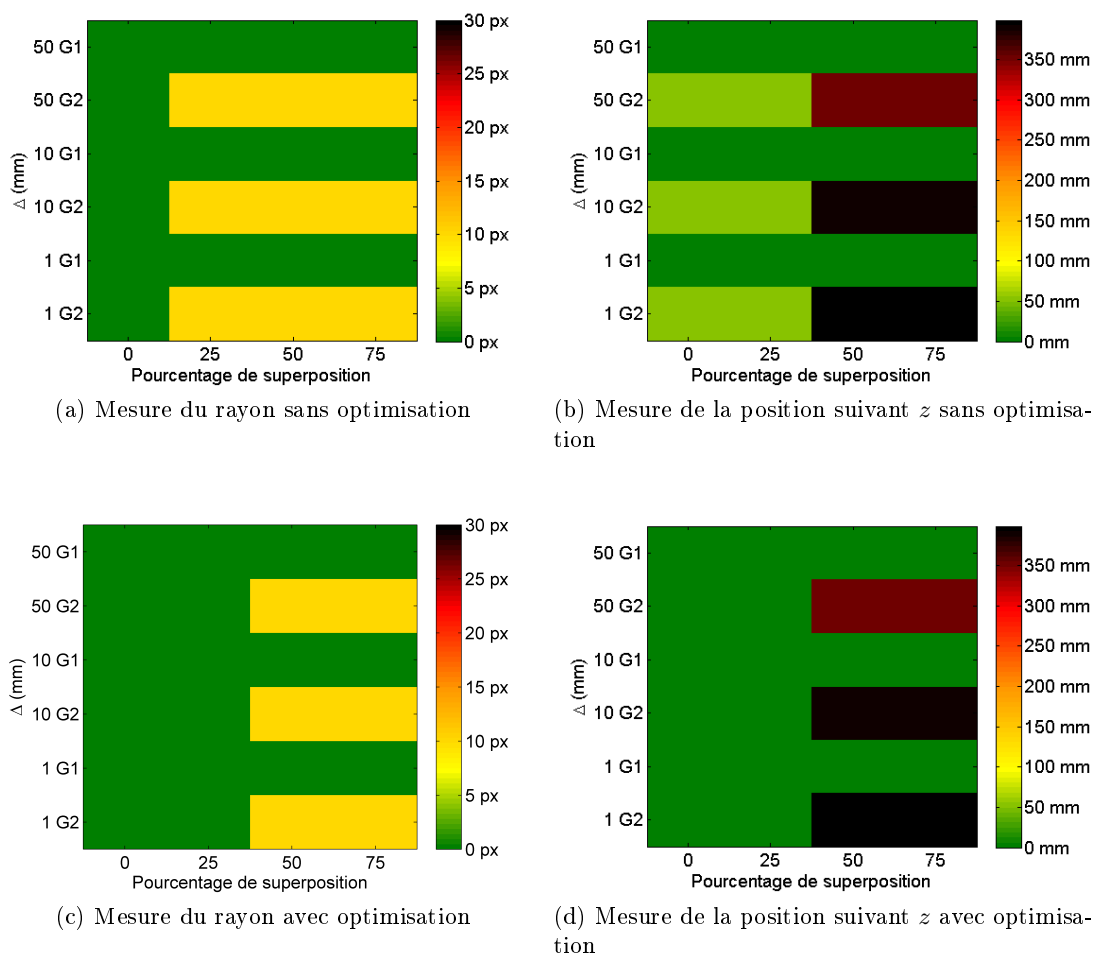 50 G1
50 G2
10 G1
10 G2
1 G1
1 G2
Δ (mm)
0 25 50 75
Pourcentage de superposition
30 px
25 px
20 px
15 px
10 px
5 px
0 px
(a) Mesure du rayon sans optimisation
50 G1
50 G2
10 G1
10 G2
1 G1
1 G2
Δ (mm)
0 25 50 75
Pourcentage de superposition
350 mm
300 mm
250 mm
200 mm
150 mm
100 mm
50 mm
0 mm
(b) Mesure de la position suivant z sans optimisa-
tion
50 G1
50 G2
10 G1
10 G2
1 G1
1 G2
Δ (mm)
0 25 50 75
Pourcentage de superposition
30 px
25 px
20 px
15 px
10 px
5 px
0 px
(c) Mesure du rayon avec optimisation
50 G1
50 G2
10 G1
10 G2
1 G1
1 G2
Δ (mm)
0 25 50 75
Pourcentage de superposition
350 mm
300 mm
250 mm
200 mm
150 mm
100 mm
50 mm
0 mm
(d) Mesure de la position suivant z avec optimisa-
tion